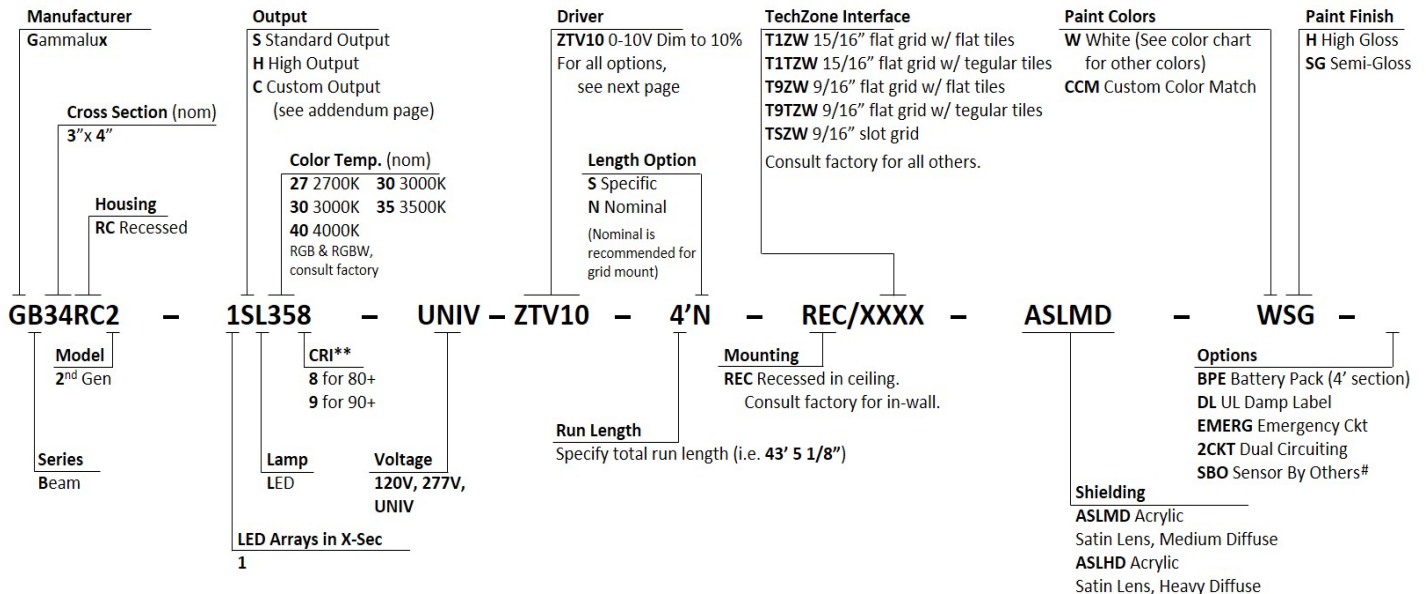 Manufacturer
Gammalux
Cross Section (nom)
3”x 4”
Housing
RC Recessed
Output
S Standard Output
H High Output
C Custom Output
(see addendum page)
Color Temp. (nom)
27 2700K 30 3000K
30 3000K 35 3500K
40 4000K
RGB & RGBW,
consult factory
Driver
ZTV10 0-10V Dim to 10%
For all options,
see next page
Length Option
S Specific
N Nominal
(Nominal is
recommended for
grid mount)
TechZone Interface
T1ZW 15/16” flat grid w/ flat tiles
T1TZW 15/16” flat grid w/ tegular tiles
T9ZW 9/16” flat grid w/ flat tiles
T9TZW 9/16” flat grid w/ tegular tiles
TSZW 9/16” slot grid
Consult factory for all others.
Paint Colors
W White (See color chart
for other colors)
CCM Custom Color Match
Paint Finish
H High Gloss
SG Semi-Gloss
GB34RC2 – 1SL358 – UNIV – ZTV10 – 4’N – REC/XXXX – ASLMD – WSG –
Model
2nd Gen
Series
Beam
CRI**
8 for 80+
9 for 90+
Lamp
LED
LED Arrays in X-Sec
1
Voltage
120V, 277V,
UNIV
Run Length
Specify total run length (i.e. 43’ 5 1/8”)
Mounting
REC Recessed in ceiling.
Consult factory for in-wall.
Shielding
ASLMD Acrylic
Satin Lens, Medium Diffuse
ASLHD Acrylic
Satin Lens, Heavy Diffuse
Options
BPE Battery Pack (4’ section)
DL UL Damp Label
EMERG Emergency Ckt
2CKT Dual Circuiting
SBO Sensor By Others#